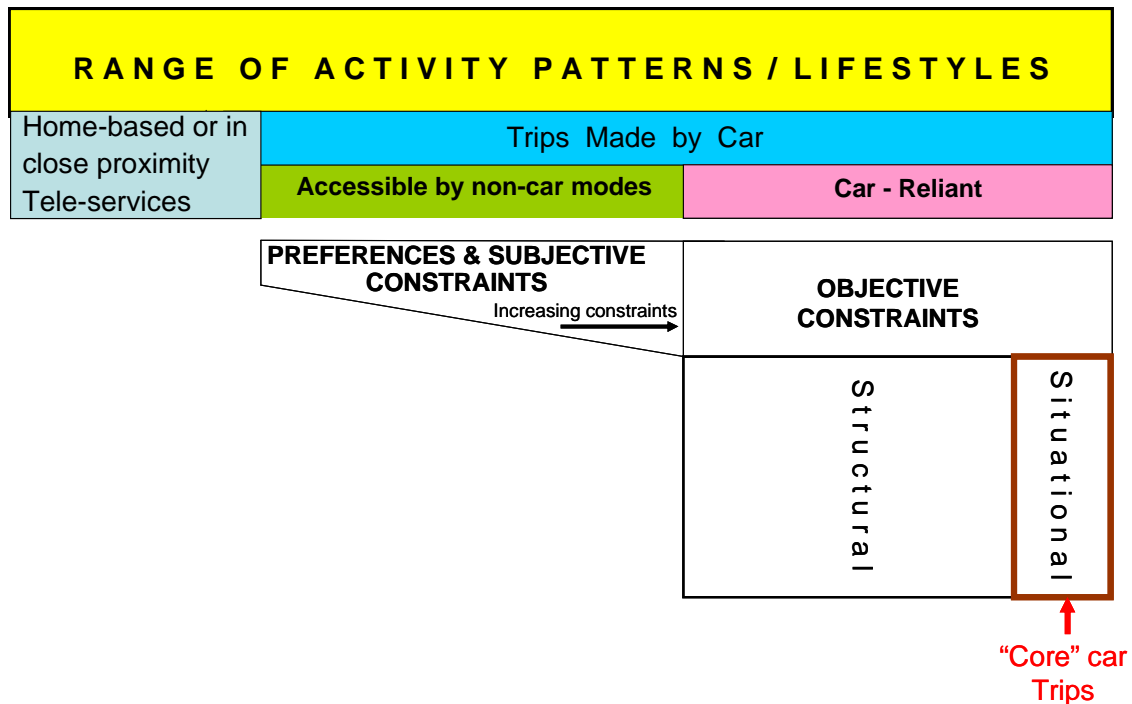 RANGE OF ACTIVITY PATTERNS / LIFESTYLES
Home-based or in
close proximity
Tele-services
Trips Made by Car
Accessible by non-car modes
Car - Reliant
PREFERENCES & SUBJECTIVE
CONSTRAINTS
Increasing constraints
OBJECTIVE
CONSTRAINTS
Structural
Situational
“Core” car
Trips